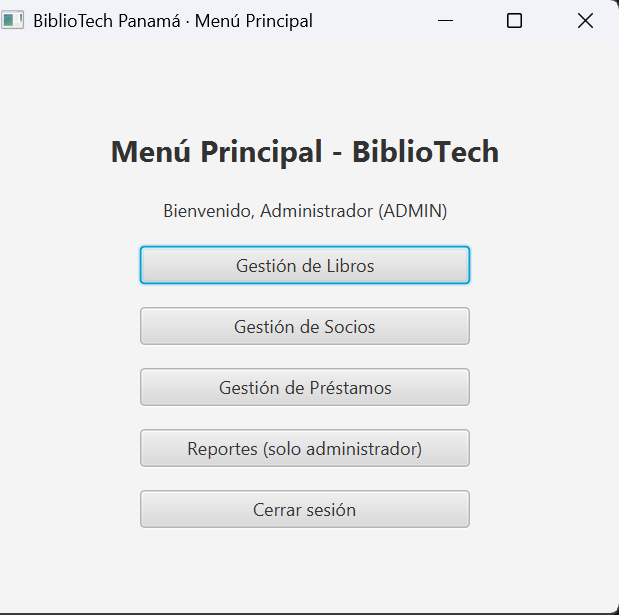 BiblioTech Panamá · Menú Principal
Menú Principal - BiblioTech
Bienvenido, Administrador (ADMIN)
Gestión de Libros
Gestión de Socios
Gestión de Préstamos
Reportes (solo administrador)
Cerrar sesión